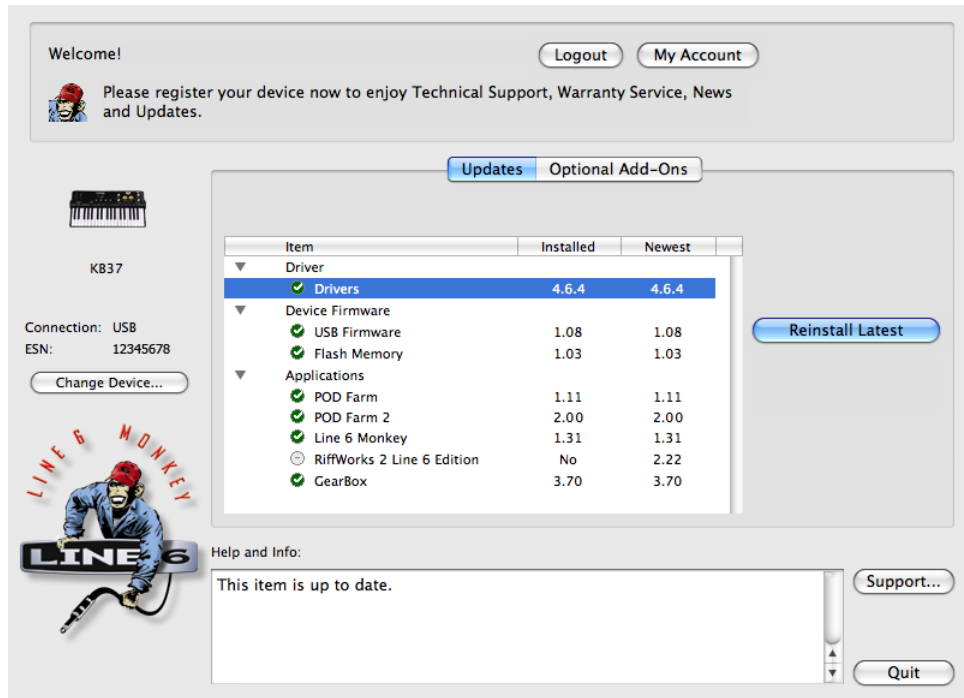 Welcome!
Logout
My Account
Please register your device now to enjoy Technical Support, Warranty Service, News
and Updates.
Updates
Optional Add-Ons
KB37
Connection: USB
ESN: 12345678
Change Device...
LINE 6 MONKEY
LINE 6
Item Installed Newest
Driver
Drivers 4.6.4 4.6.4
Device Firmware
USB Firmware 1.08 1.08
Flash Memory 1.03 1.03
Applications
POD Farm 1.11 1.11
POD Farm 2 2.00 2.00
Line 6 Monkey 1.31 1.31
RiffWorks 2 Line 6 Edition No 2.22
GearBox 3.70 3.70
Reinstall Latest
Help and Info:
This item is up to date.
Support...
Quit